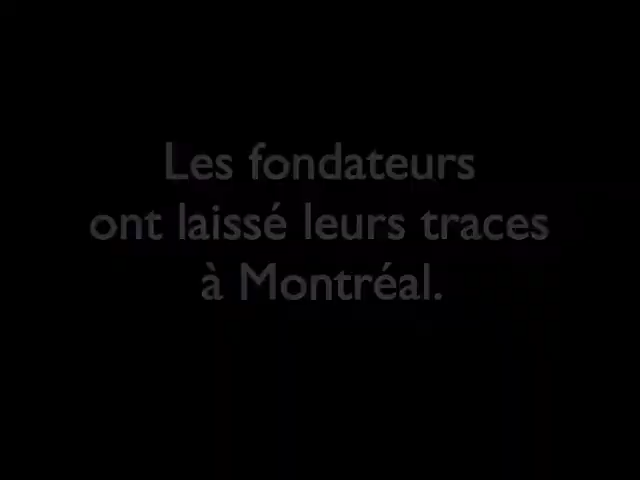 Les fondateurs
ont laissé leurs traces
à Montréal.